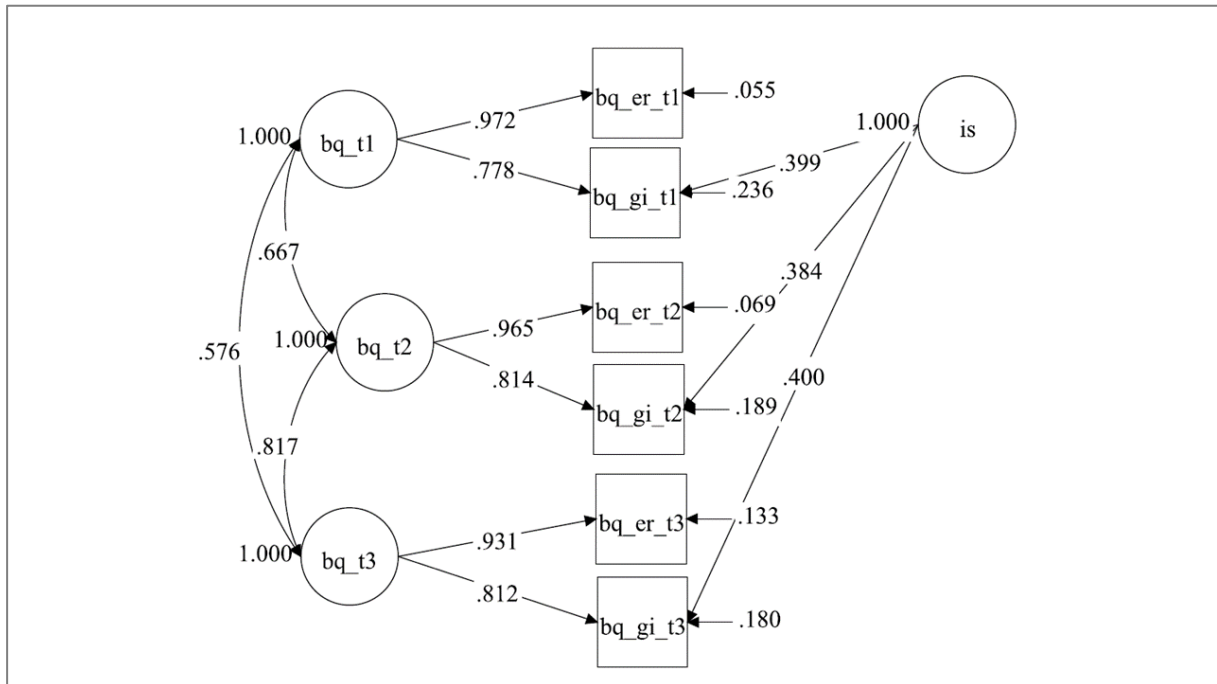 bq_er_t1
.055
1.000
bq_t1
.972
1.000
is
.399
.778
bq_gi_t1
.236
.667
.384
bq_er_t2
.069
.965
1.000
bq_t2
.576
.814
.400
bq_gi_t2
.189
.817
bq_er_t3
.133
.931
1.000
bq_t3
.812
bq_gi_t3
.180